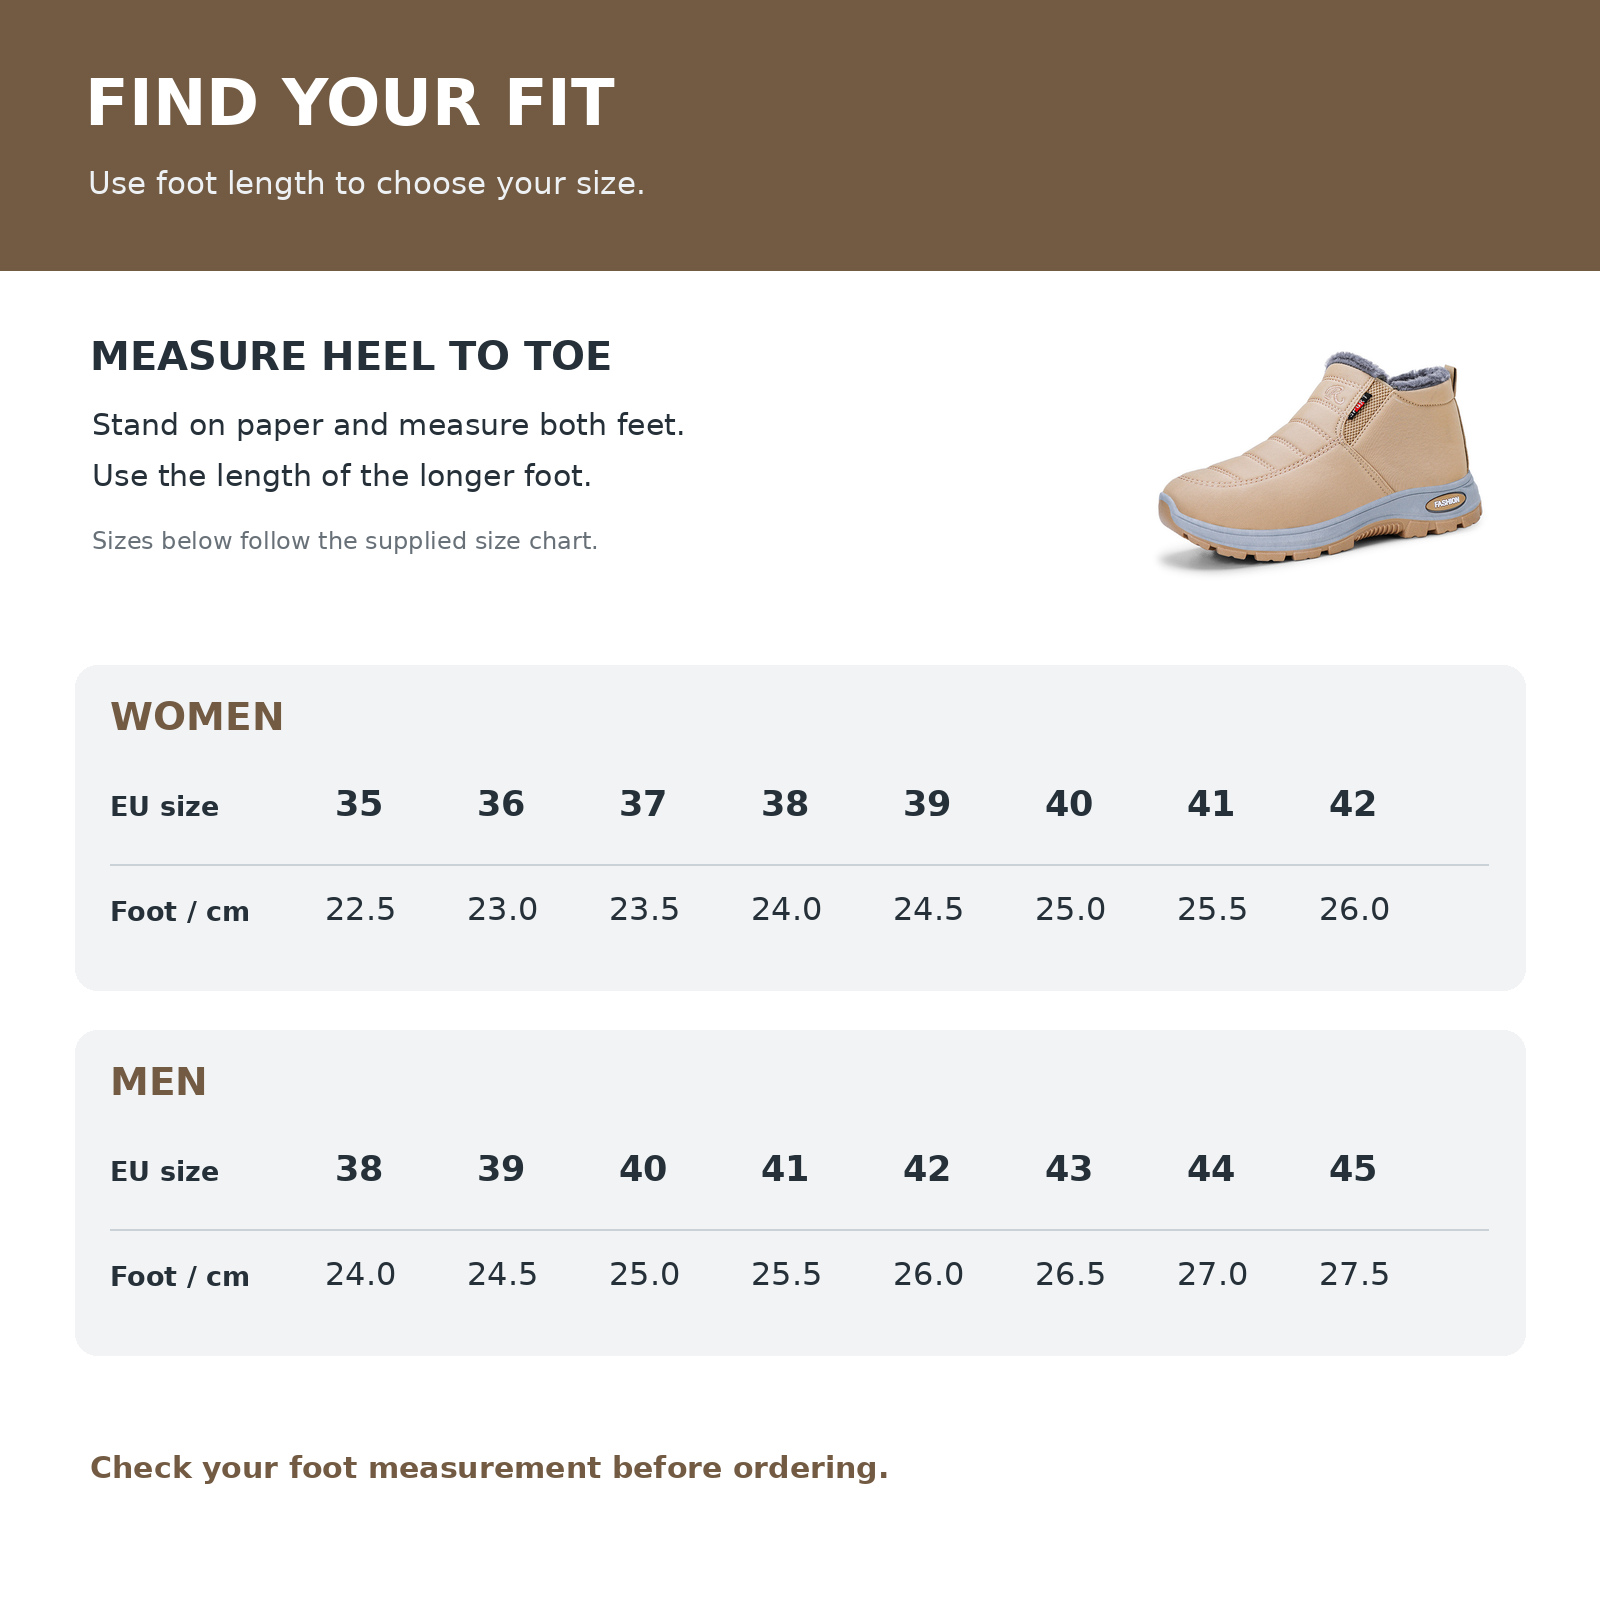 FIND YOUR FIT
Use foot length to choose your size.
MEASURE HEEL TO TOE
Stand on paper and measure both feet.
Use the length of the longer foot.
Sizes below follow the supplied size chart.
FASHION
WOMEN
EU size 35 36 37 38 39 40 41 42
Foot / cm 22.5 23.0 23.5 24.0 24.5 25.0 25.5 26.0
MEN
EU size 38 39 40 41 42 43 44 45
Foot / cm 24.0 24.5 25.0 25.5 26.0 26.5 27.0 27.5
Check your foot measurement before ordering.